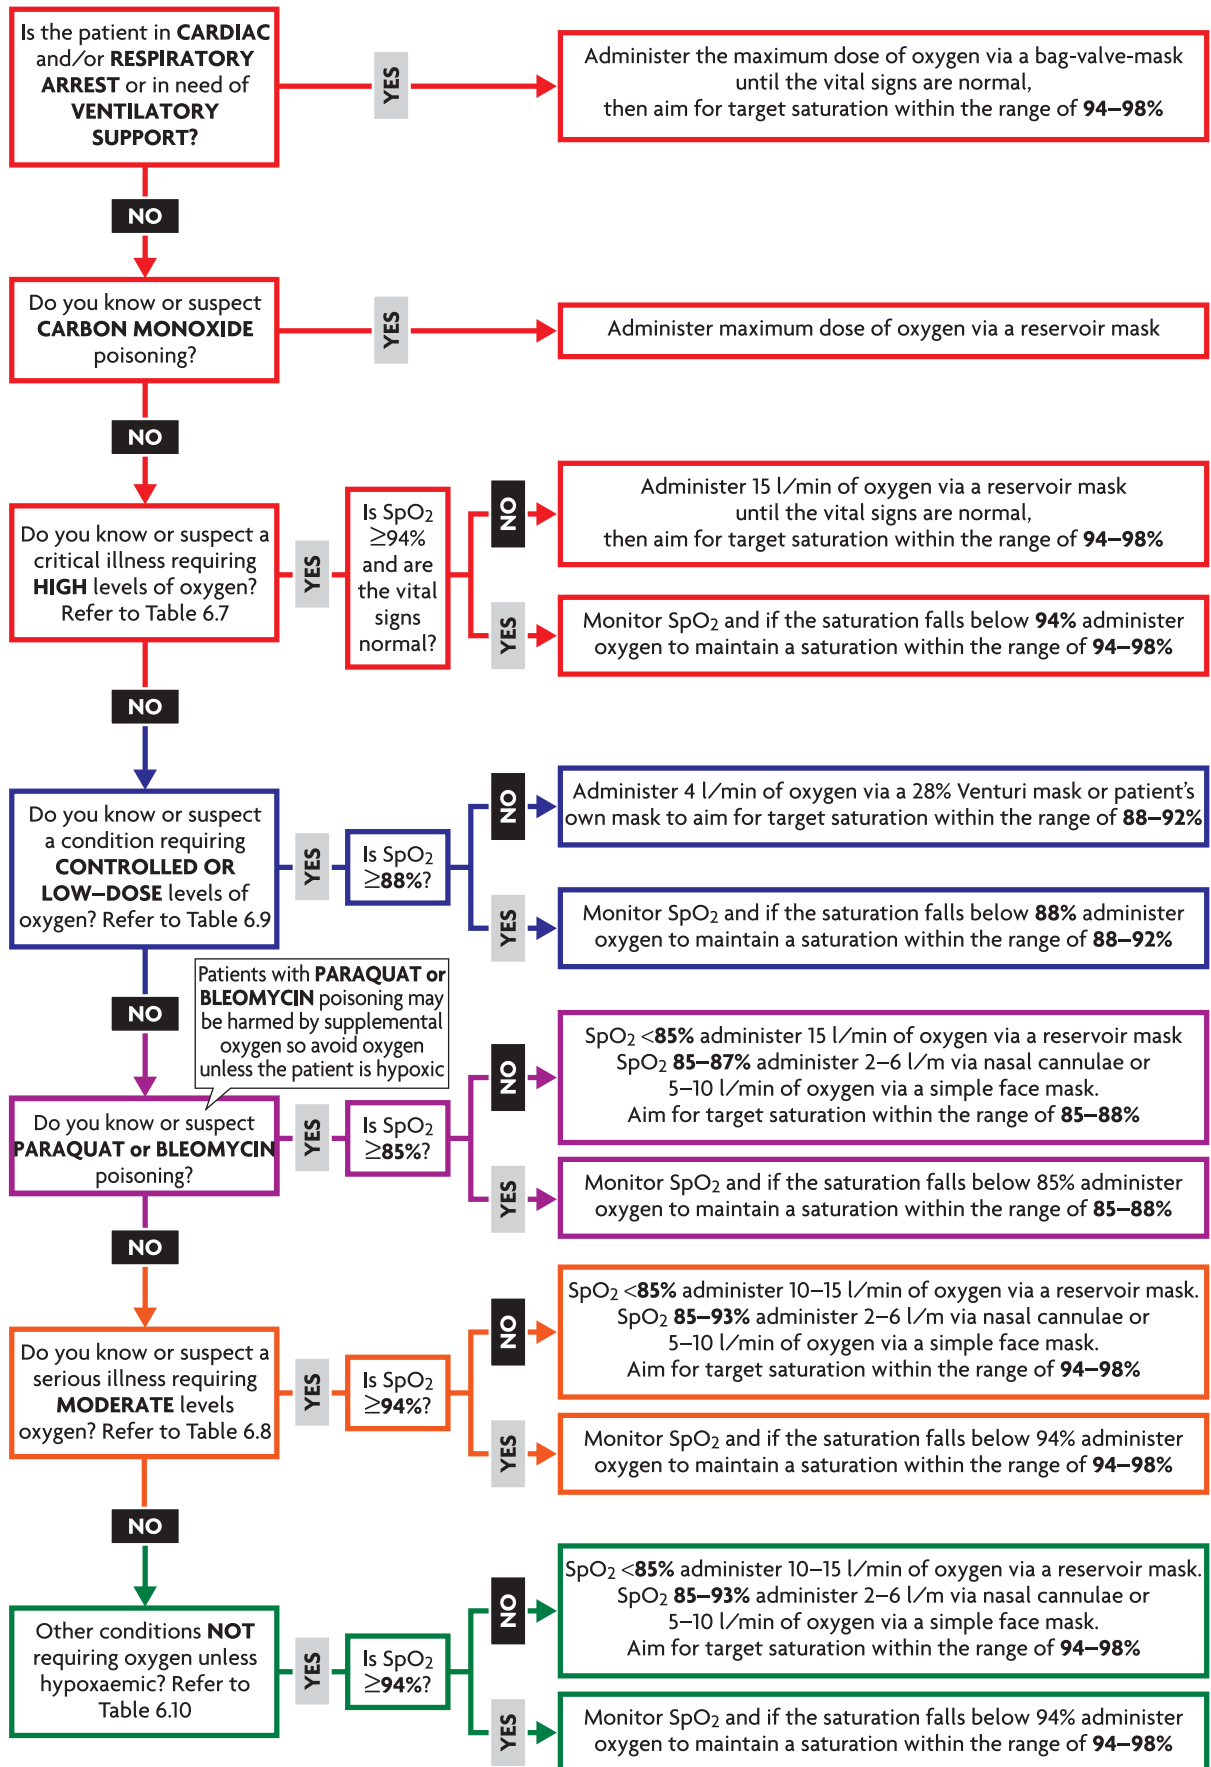 Is the patient in CARDIAC
and/or RESPIRATORY
ARREST or in need of
VENTILATORY
SUPPORT?
YES
Administer the maximum dose of oxygen via a bag-valve-mask
until the vital signs are normal,
then aim for target saturation within the range of 94–98%
NO
Do you know or suspect
CARBON MONOXIDE
poisoning?
YES
Administer maximum dose of oxygen via a reservoir mask
NO
Do you know or suspect a
critical illness requiring
HIGH levels of oxygen?
Refer to Table 6.7
YES
Is SpO2
≥94%
and are
the vital
signs
normal?
NO
Administer 15 l/min of oxygen via a reservoir mask
until the vital signs are normal,
then aim for target saturation within the range of 94–98%
YES
Monitor SpO2 and if the saturation falls below 94% administer
oxygen to maintain a saturation within the range of 94–98%
NO
Do you know or suspect
a condition requiring
CONTROLLED OR
LOW–DOSE levels of
oxygen? Refer to Table 6.9
YES
Is SpO2
≥88%?
NO
Administer 4 l/min of oxygen via a 28% Venturi mask or patient's
own mask to aim for target saturation within the range of 88–92%
YES
Monitor SpO2 and if the saturation falls below 88% administer
oxygen to maintain a saturation within the range of 88–92%
NO
Patients with PARAQUAT or
BLEOMYCIN poisoning may
be harmed by supplemental
oxygen so avoid oxygen
unless the patient is hypoxic
Do you know or suspect
PARAQUAT or BLEOMYCIN
poisoning?
YES
Is SpO2
≥85%?
NO
SpO2 <85% administer 15 l/min of oxygen via a reservoir mask
SpO2 85–87% administer 2–6 l/m via nasal cannulae or
5–10 l/min of oxygen via a simple face mask.
Aim for target saturation within the range of 85–88%
YES
Monitor SpO2 and if the saturation falls below 85% administer
oxygen to maintain a saturation within the range of 85–88%
NO
Do you know or suspect a
serious illness requiring
MODERATE levels
oxygen? Refer to Table 6.8
YES
Is SpO2
≥94%?
NO
SpO2 <85% administer 10–15 l/min of oxygen via a reservoir mask.
SpO2 85–93% administer 2–6 l/m via nasal cannulae or
5–10 l/min of oxygen via a simple face mask.
Aim for target saturation within the range of 94–98%
YES
Monitor SpO2 and if the saturation falls below 94% administer
oxygen to maintain a saturation within the range of 94–98%
NO
Other conditions NOT
requiring oxygen unless
hypoxaemic? Refer to
Table 6.10
YES
Is SpO2
≥94%?
NO
SpO2 <85% administer 10–15 l/min of oxygen via a reservoir mask.
SpO2 85–93% administer 2–6 l/m via nasal cannulae or
5–10 l/min of oxygen via a simple face mask.
Aim for target saturation within the range of 94–98%
YES
Monitor SpO2 and if the saturation falls below 94% administer
oxygen to maintain a saturation within the range of 94–98%